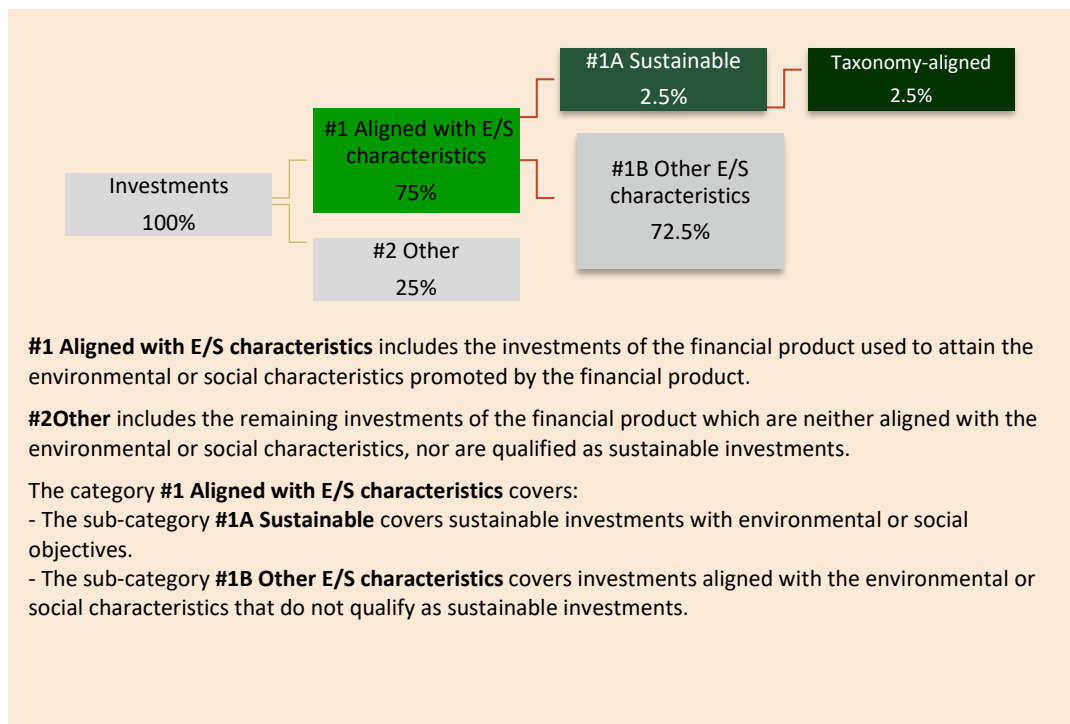 #1A Sustainable
2.5%
Taxonomy-aligned
2.5%
#1 Aligned with E/S
characteristics
75%
#1B Other E/S
characteristics
72.5%
Investments
100%
#2 Other
25%
#1 Aligned with E/S characteristics includes the investments of the financial product used to attain the
environmental or social characteristics promoted by the financial product.
#2Other includes the remaining investments of the financial product which are neither aligned with the
environmental or social characteristics, nor are qualified as sustainable investments.
The category #1 Aligned with E/S characteristics covers:
- The sub-category #1A Sustainable covers sustainable investments with environmental or social
objectives.
- The sub-category #1B Other E/S characteristics covers investments aligned with the environmental or
social characteristics that do not qualify as sustainable investments.